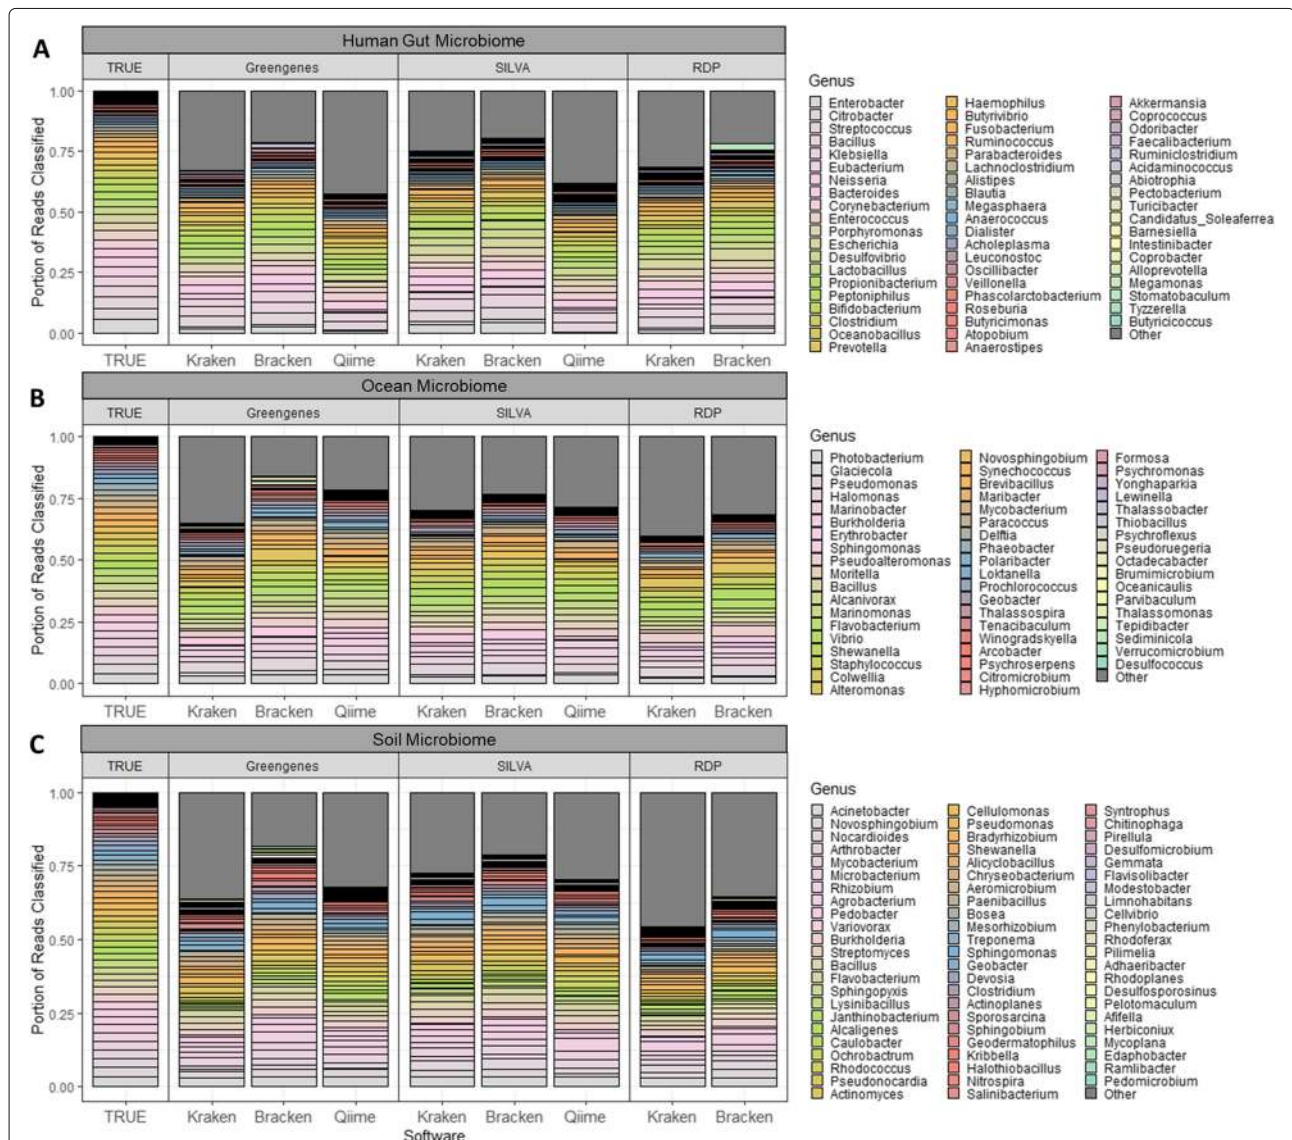 A
Human Gut Microbiome
TRUE Greengenes SILVA RDP
Portion of Reads Classified
1.00
0.75
0.50
0.25
0.00
TRUE Kraken Bracken Qiime Kraken Bracken Qiime Kraken Bracken
Genus
Enterobacter
Citrobacter
Streptococcus
Bacillus
Klebsiella
Eubacterium
Neisseria
Bacteroides
Corynebacterium
Enterococcus
Porphyromonas
Escherichia
Desulfovibrio
Lactobacillus
Propionibacterium
Peptoniphilus
Bifidobacterium
Clostridium
Oceanobacillus
Prevotella
Haemophilus
Butyrivibrio
Fusobacterium
Ruminococcus
Parabacteroides
Lachnoclostridium
Alistipes
Blautia
Megasphaera
Anaerococcus
Dialister
Acholeplasma
Leuconostoc
Oscillibacter
Veillonella
Phascolarctobacterium
Roseburia
Butyricimonas
Atopobium
Anaerostipes
Akkermansia
Coprococcus
Odoribacter
Faecalibacterium
Ruminiclostridium
Acidaminococcus
Abiotrophia
Pectobacterium
Turicibacter
Candidatus_Soleaferrea
Barnesiella
Intestinibacter
Coprobacter
Alloprevotella
Megamonas
Stomatobaculum
Tyzzerella
Butyricicoccus
Other
B
Ocean Microbiome
TRUE Greengenes SILVA RDP
Portion of Reads Classified
1.00
0.75
0.50
0.25
0.00
TRUE Kraken Bracken Qiime Kraken Bracken Qiime Kraken Bracken
Genus
Photobacterium
Glaciecola
Pseudomonas
Halomonas
Marinobacter
Burkholderia
Erythrobacter
Sphingomonas
Pseudoalteromonas
Moritella
Bacillus
Alcanivorax
Marinomonas
Flavobacterium
Vibrio
Shewanella
Staphylococcus
Colwellia
Alteromonas
Novosphingobium
Synechococcus
Brevibacillus
Maribacter
Mycobacterium
Paracoccus
Delftia
Phaeobacter
Polaribacter
Loktanella
Prochlorococcus
Geobacter
Thalassospira
Tenacibaculum
Winogradskyella
Arcobacter
Psychroserpens
Citromicrobium
Hyphomicrobium
Formosa
Psychromonas
Yonghaparkia
Lewinella
Thalassobacter
Thiobacillus
Psychroflexus
Pseudoruegeria
Octadecabacter
Brumimicrobium
Oceanicaulis
Parvibaculum
Thalassomonas
Tepidibacter
Sediminicola
Verrucomicrobium
Desulfococcus
Other
C
Soil Microbiome
TRUE Greengenes SILVA RDP
Portion of Reads Classified
1.00
0.75
0.50
0.25
0.00
TRUE Kraken Bracken Qiime Kraken Bracken Qiime Kraken Bracken
Software
Genus
Acinetobacter
Novosphingobium
Nocardioides
Arthrobacter
Mycobacterium
Microbacterium
Rhizobium
Agrobacterium
Pedobacter
Variovorax
Burkholderia
Streptomyces
Bacillus
Flavobacterium
Sphingopyxis
Lysinibacillus
Janthinobacterium
Alcaligenes
Caulobacter
Ochrobactrum
Rhodococcus
Pseudonocardia
Actinomyces
Cellulomonas
Pseudomonas
Bradyrhizobium
Shewanella
Alicyclobacillus
Chryseobacterium
Aeromicrobium
Paenibacillus
Bosea
Mesorhizobium
Treponema
Sphingomonas
Geobacter
Devosia
Clostridium
Actinoplanes
Sporosarcina
Sphingobium
Geodermatophilus
Kribbella
Halothiobacillus
Nitrospira
Salinibacterium
Syntrophus
Chitinophaga
Pirellula
Desulfomicrobium
Gemmata
Flavisolibacter
Modestobacter
Limnohabitans
Cellvibrio
Phenylobacterium
Rhodoferax
Pilimelia
Adhaeribacter
Rhodoplanes
Desulfosporosinus
Pelotomaculum
Afifella
Herbiconiux
Mycoplana
Edaphobacter
Ramlibacter
Pedomicrobium
Other